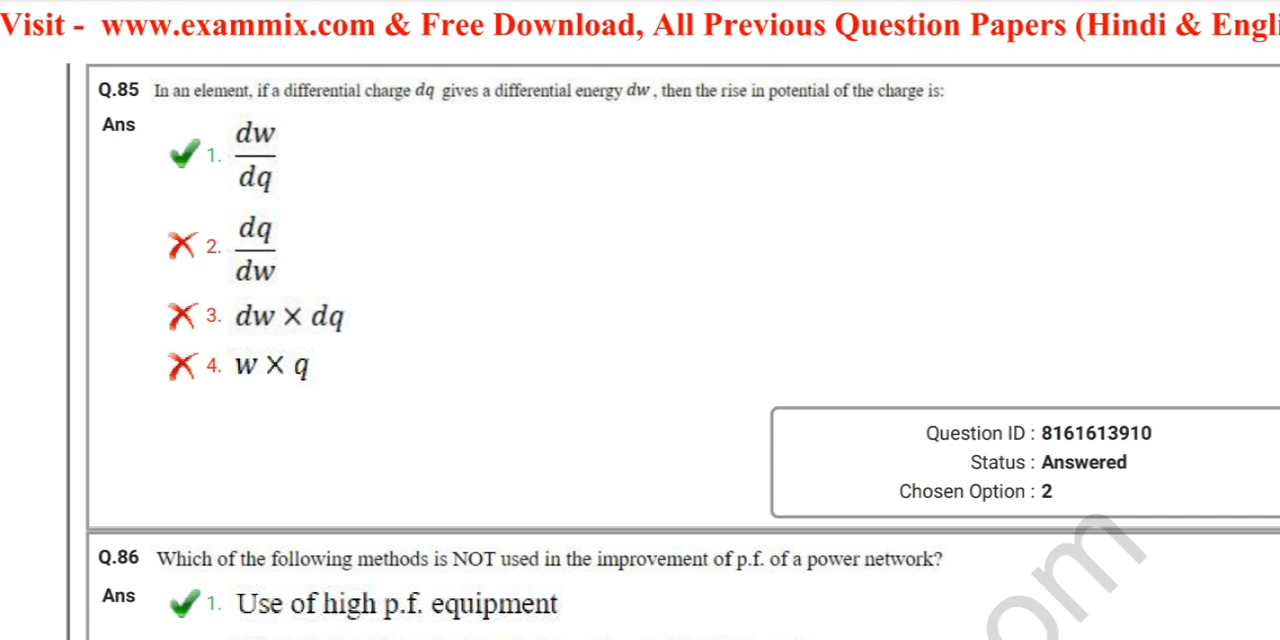 Visit -  www.exammix.com & Free Download, All Previous Question Papers (Hindi & Engli
Q.85 In an element, if a differential charge dq gives a differential energy dw, then the rise in potential of the charge is:
Ans
1. dw
dq
2. dq
dw
3. dw × dq
4. w × q
Question ID : 8161613910
Status : Answered
Chosen Option : 2
Q.86 Which of the following methods is NOT used in the improvement of p.f. of a power network?
Ans
1. Use of high p.f. equipment
om